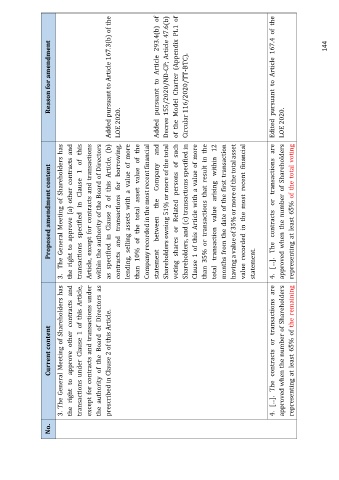 No.
Current content
Proposed amendment content
Reason for amendment
3. The General Meeting of Shareholders has
the right to approve other contracts and
transactions under Clause 1 of this Article,
except for contracts and transactions under
the authority of the Board of Directors as
prescribed in Clause 2 of this Article.
3. The General Meeting of Shareholders has
the right to approve: (a) other contracts and
transactions specified in Clause 1 of this
Article, except for contracts and transactions
within the authority of the Board of Directors
as specified in Clause 2 of this Article, (b)
contracts and transactions for borrowing,
lending, selling assets with a value of more
than 10% of the total asset value of the
Company recorded in the most recent financial
statement between the Company and
Shareholders owning 51% or more of the total
voting shares or Related persons of such
Shareholders, and (c) transactions specified in
Clause 1 of this Article with a value of more
than 35% or transactions that result in the
total transaction value arising within 12
months from the date of the first transaction
having a value of 35% or more of the total asset
value recorded in the most recent financial
statement.
Added pursuant to Article 167.3(b) of the
LOE 2020.
Added pursuant to Article 293.4(b) of
Decree 155/2020/ND-CP; Article 47.6(b)
of the Model Charter (Appendix PL1 of
Circular 116/2020/TT-BTC).
4. [...]. The contracts or transactions are
approved when the number of Shareholders
representing at least 65% of the remaining
4. [...]. The contracts or transactions are
approved when the number of Shareholders
representing at least 65% of the total voting
Edited pursuant to Article 167.4 of the
LOE 2020.
144